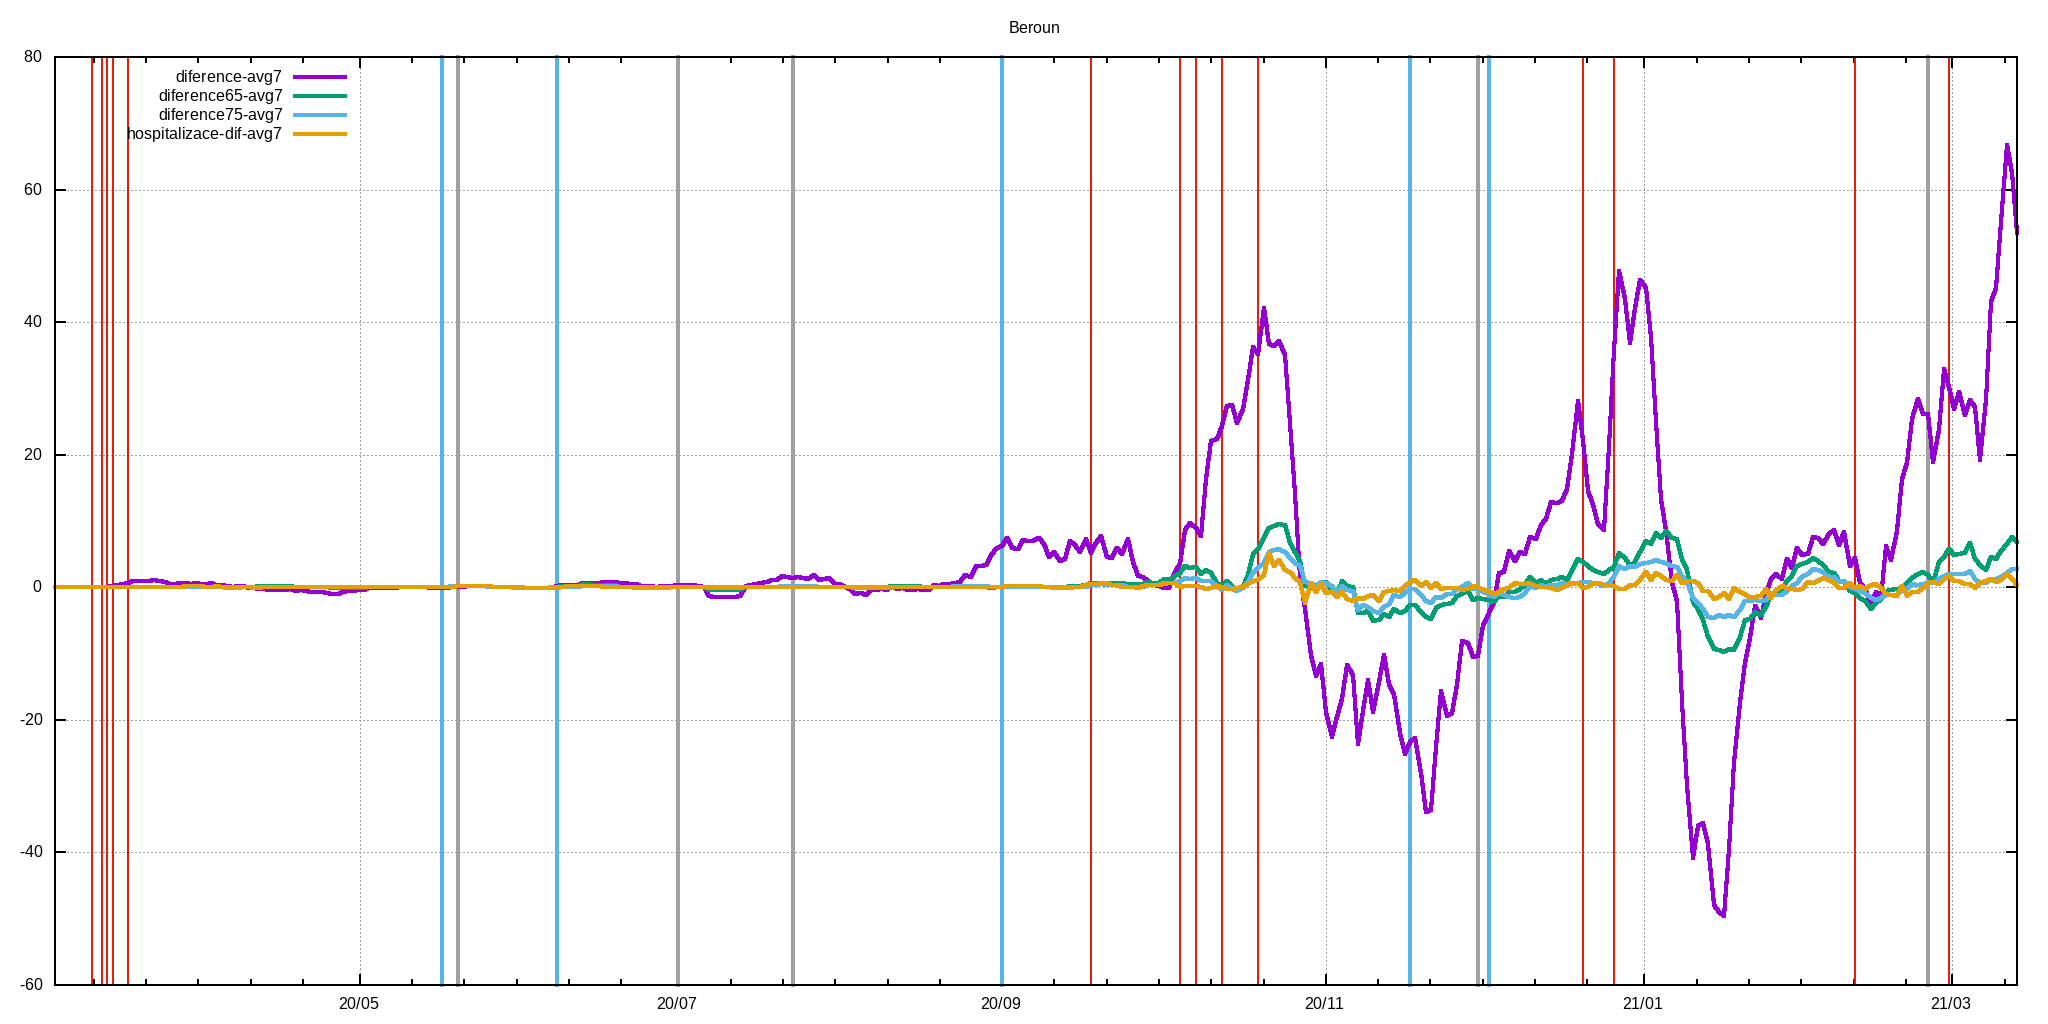 Beroun
80
60
40
20
0
-20
-40
-60
diference-avg7
diference65-avg7
diference75-avg7
hospitalizace-dif-avg7
20/05
20/07
20/09
20/11
21/01
21/03